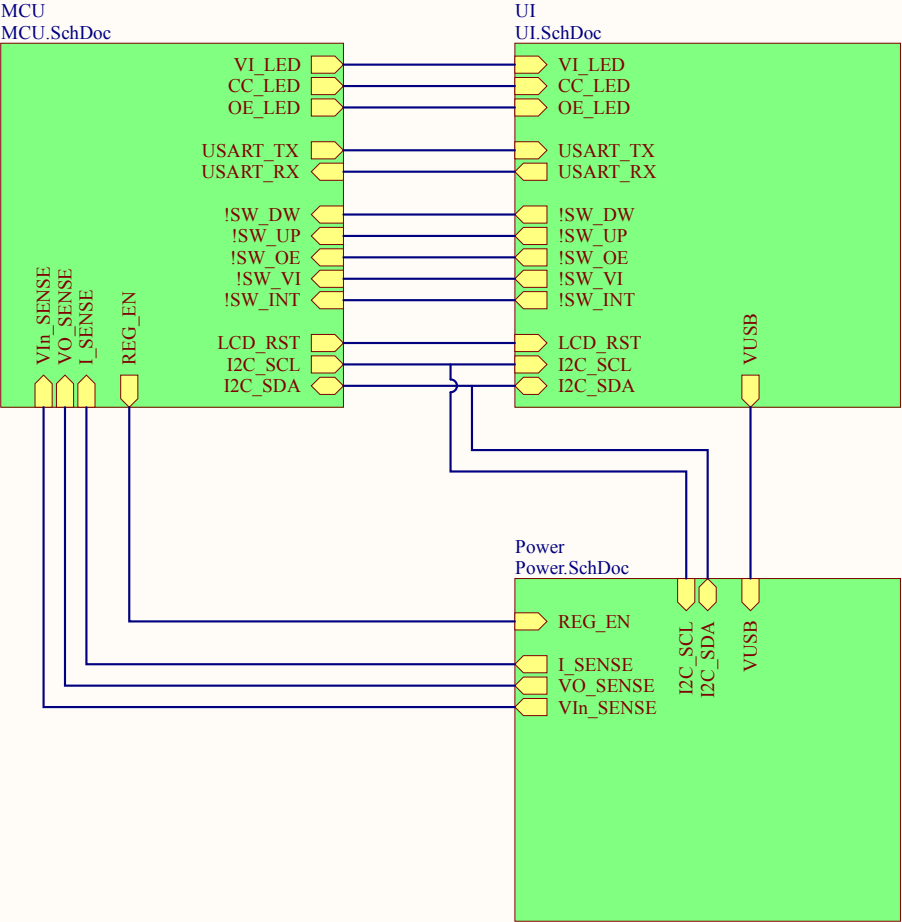 MCU
MCU.SchDoc
VI_LED
CC_LED
OE_LED
USART_TX
USART_RX
!SW_DW
!SW_UP
!SW_OE
!SW_VI
!SW_INT
LCD_RST
I2C_SCL
I2C_SDA
VIn_SENSE
VO_SENSE
I_SENSE
REG_EN
UI
UI.SchDoc
VI_LED
CC_LED
OE_LED
USART_TX
USART_RX
!SW_DW
!SW_UP
!SW_OE
!SW_VI
!SW_INT
LCD_RST
I2C_SCL
I2C_SDA
VUSB
Power
Power.SchDoc
REG_EN
I_SENSE
VO_SENSE
VIn_SENSE
I2C_SCL
I2C_SDA
VUSB